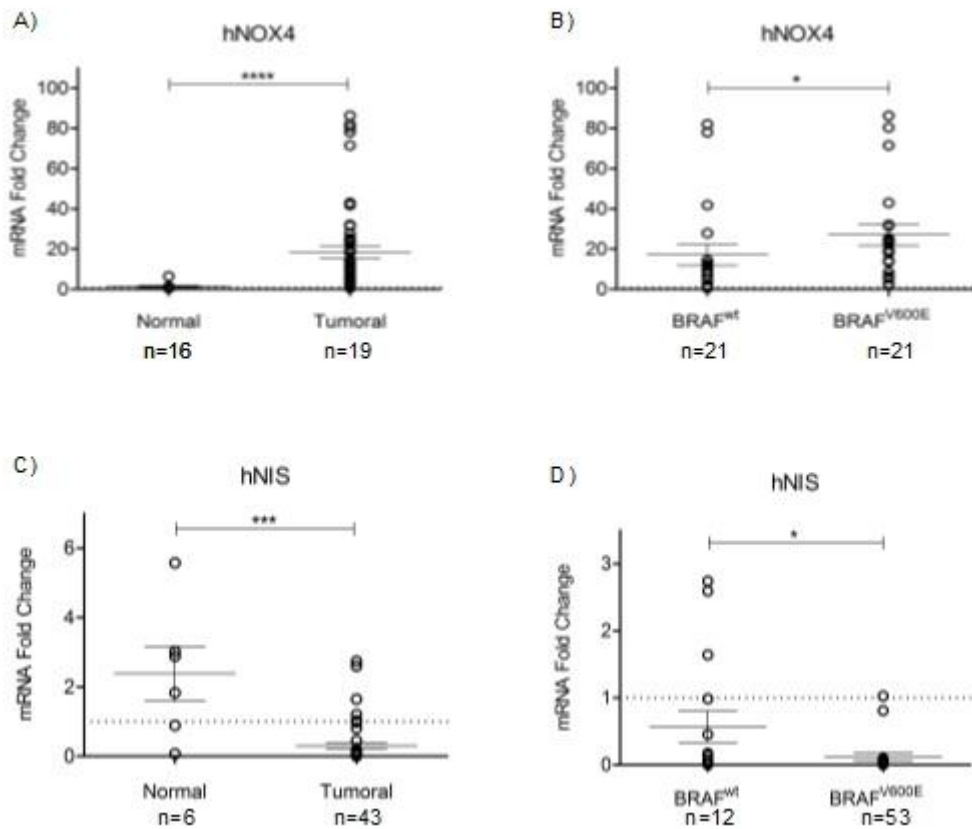 A)
hNOX4
****
mRNA Fold Change
100
80
60
40
20
0
Normal
Tumoral
n=16
n=19
B)
hNOX4
*
mRNA Fold Change
100
80
60
40
20
0
BRAFwt
BRAFV600E
n=21
n=21
C)
hNIS
***
mRNA Fold Change
6
4
2
0
Normal
Tumoral
n=6
n=43
D)
hNIS
*
mRNA Fold Change
3
2
1
0
BRAFwt
BRAFV600E
n=12
n=53